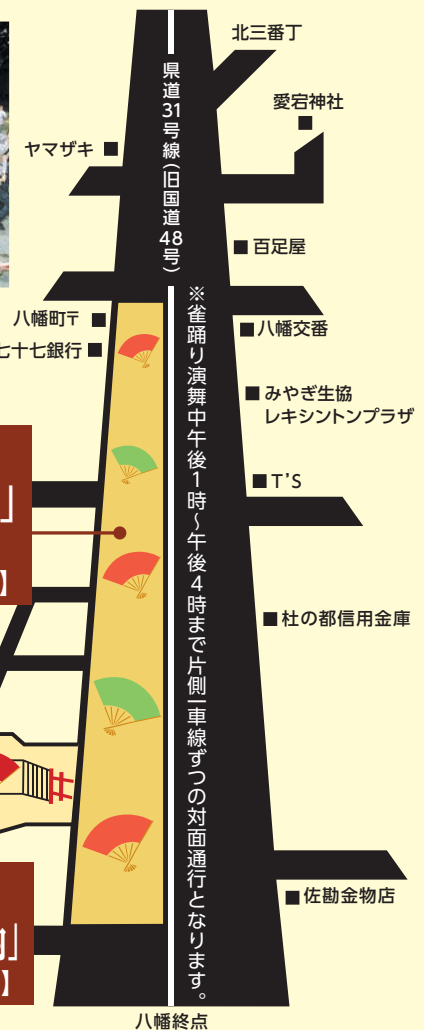 北三番丁
愛宕神社
ヤマザキ
県道31号線(旧国道48号)
百足屋
八幡町〒
八幡交番
七十七銀行
みやぎ生協
レキシントンプラザ
※雀踊り演舞中午後1時～午後4時まで片側一車線ずつの対面通行となります。
T'S
」
】
杜の都信用金庫
佐勘金物店
」
】
八幡終点